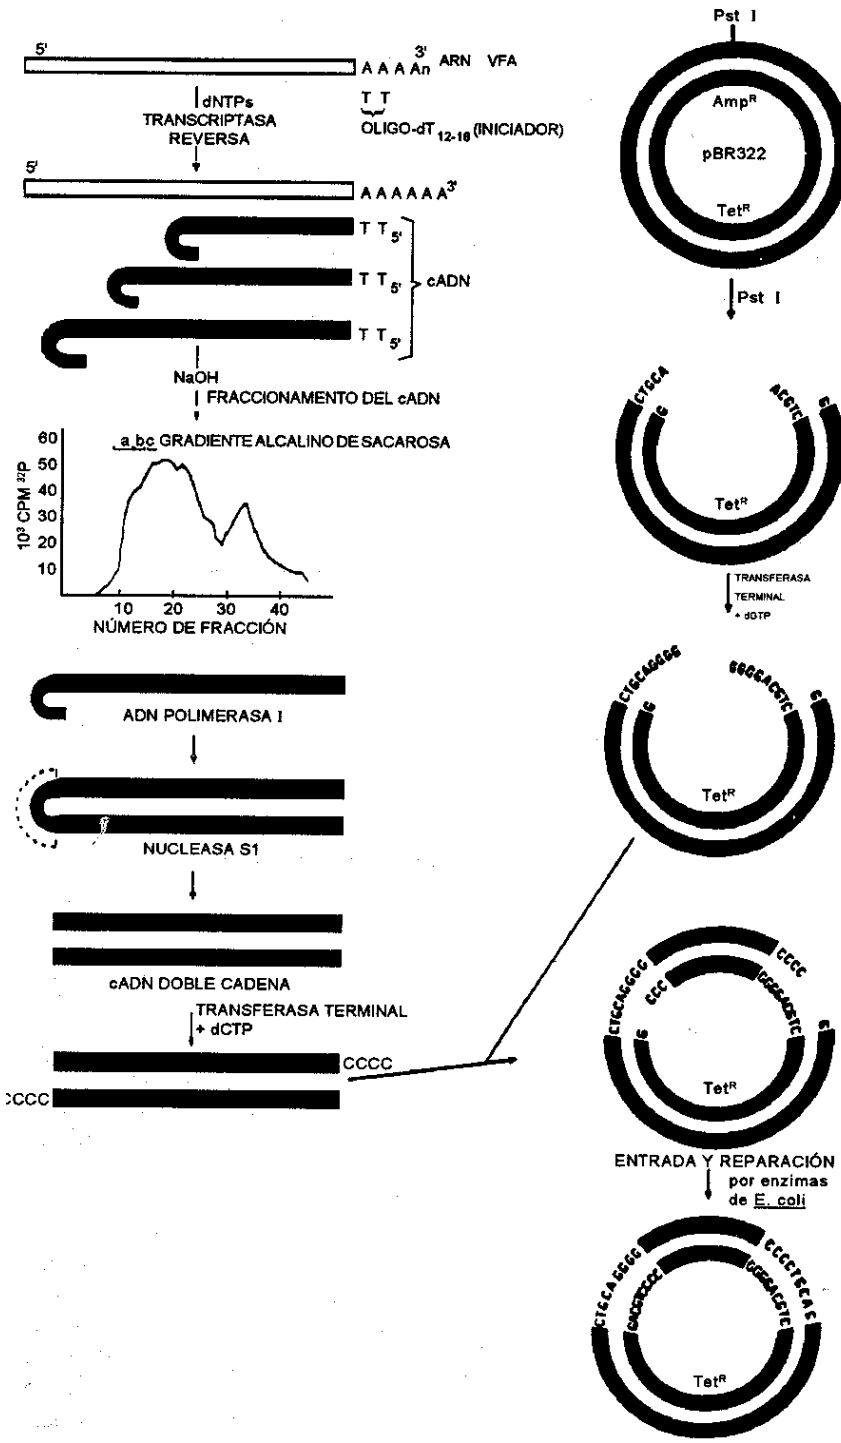 5'
3'
A A A An ARN VFA
dNTPs
TRANSCRIPTASA
REVERSA
T T
OLIGO-dT12-18 (INICIADOR)
5'
A A A A A A3'
T T 5'
T T 5'
cADN
T T 5'
NaOH
FRACCIONAMENTO DEL cADN
a, b c GRADIENTE ALCALINO DE SACAROSA
10³ CPM ³²P
60
50
40
30
20
10
10 20 30 40
NÚMERO DE FRACCIÓN
ADN POLIMERASA I
NUCLEASA S1
cADN DOBLE CADENA
TRANSFERASA TERMINAL
+ dCTP
CCCC
CCCC
Pst I
Ampᴿ
pBR322
Tetᴿ
Pst I
CTGCA
G
ACGTC
G
Tetᴿ
TRANSFERASA
TERMINAL
+ dGTP
CTGCAGGGG
G
GGGGACGTC
G
Tetᴿ
CTGCAGGGG
CCCC
CCC
GGGGACGTC
G
G
Tetᴿ
ENTRADA Y REPARACIÓN
por enzimas
de E. coli
CTGCAGGGG
CCCCTGCAG
GGGGACGTC
Tetᴿ